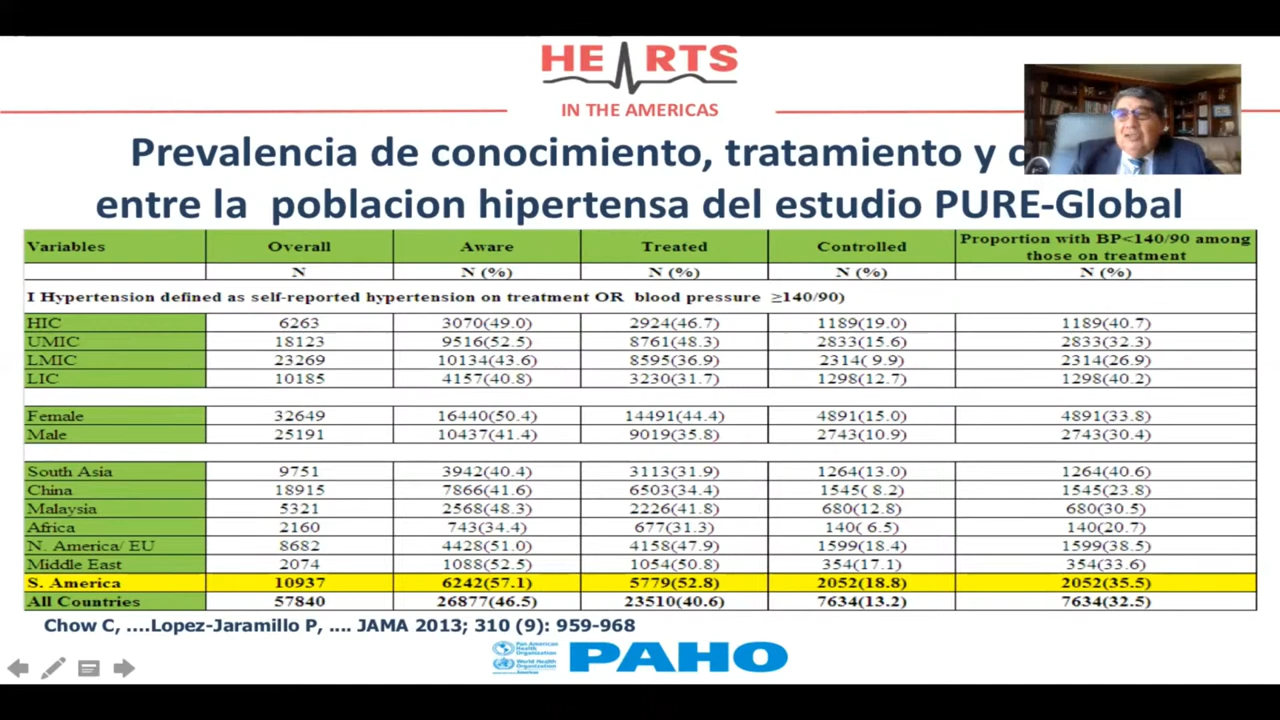 HEARTS
IN THE AMERICAS
Prevalencia de conocimiento, tratamiento y
entre la poblacion hipertensa del estudio PURE-Global
Variables Overall Aware Treated Controlled Proportion with BP<140/90 among those on treatment
N N (%) N (%) N (%) N (%)
I Hypertension defined as self-reported hypertension on treatment OR blood pressure ≥140/90)
HIC 6263 3070(49.0) 2924(46.7) 1189(19.0) 1189(40.7)
UMIC 18123 9516(52.5) 8761(48.3) 2833(15.6) 2833(32.3)
LMIC 23269 10134(43.6) 8595(36.9) 2314( 9.9) 2314(26.9)
LIC 10185 4157(40.8) 3230(31.7) 1298(12.7) 1298(40.2)
Female 32649 16440(50.4) 14491(44.4) 4891(15.0) 4891(33.8)
Male 25191 10437(41.4) 9019(35.8) 2743(10.9) 2743(30.4)
South Asia 9751 3942(40.4) 3113(31.9) 1264(13.0) 1264(40.6)
China 18915 7866(41.6) 6503(34.4) 1545( 8.2) 1545(23.8)
Malaysia 5321 2568(48.3) 2226(41.8) 680(12.8) 680(30.5)
Africa 2160 743(34.4) 677(31.3) 140( 6.5) 140(20.7)
N. America/ EU 8682 4428(51.0) 4158(47.9) 1599(18.4) 1599(38.5)
Middle East 2074 1088(52.5) 1054(50.8) 354(17.1) 354(33.6)
S. America 10937 6242(57.1) 5779(52.8) 2052(18.8) 2052(35.5)
All Countries 57840 26877(46.5) 23510(40.6) 7634(13.2) 7634(32.5)
Chow C, ....Lopez-Jaramillo P, .... JAMA 2013; 310 (9): 959-968
Pan American
Health
Organization
World Health
Organization
PAHO